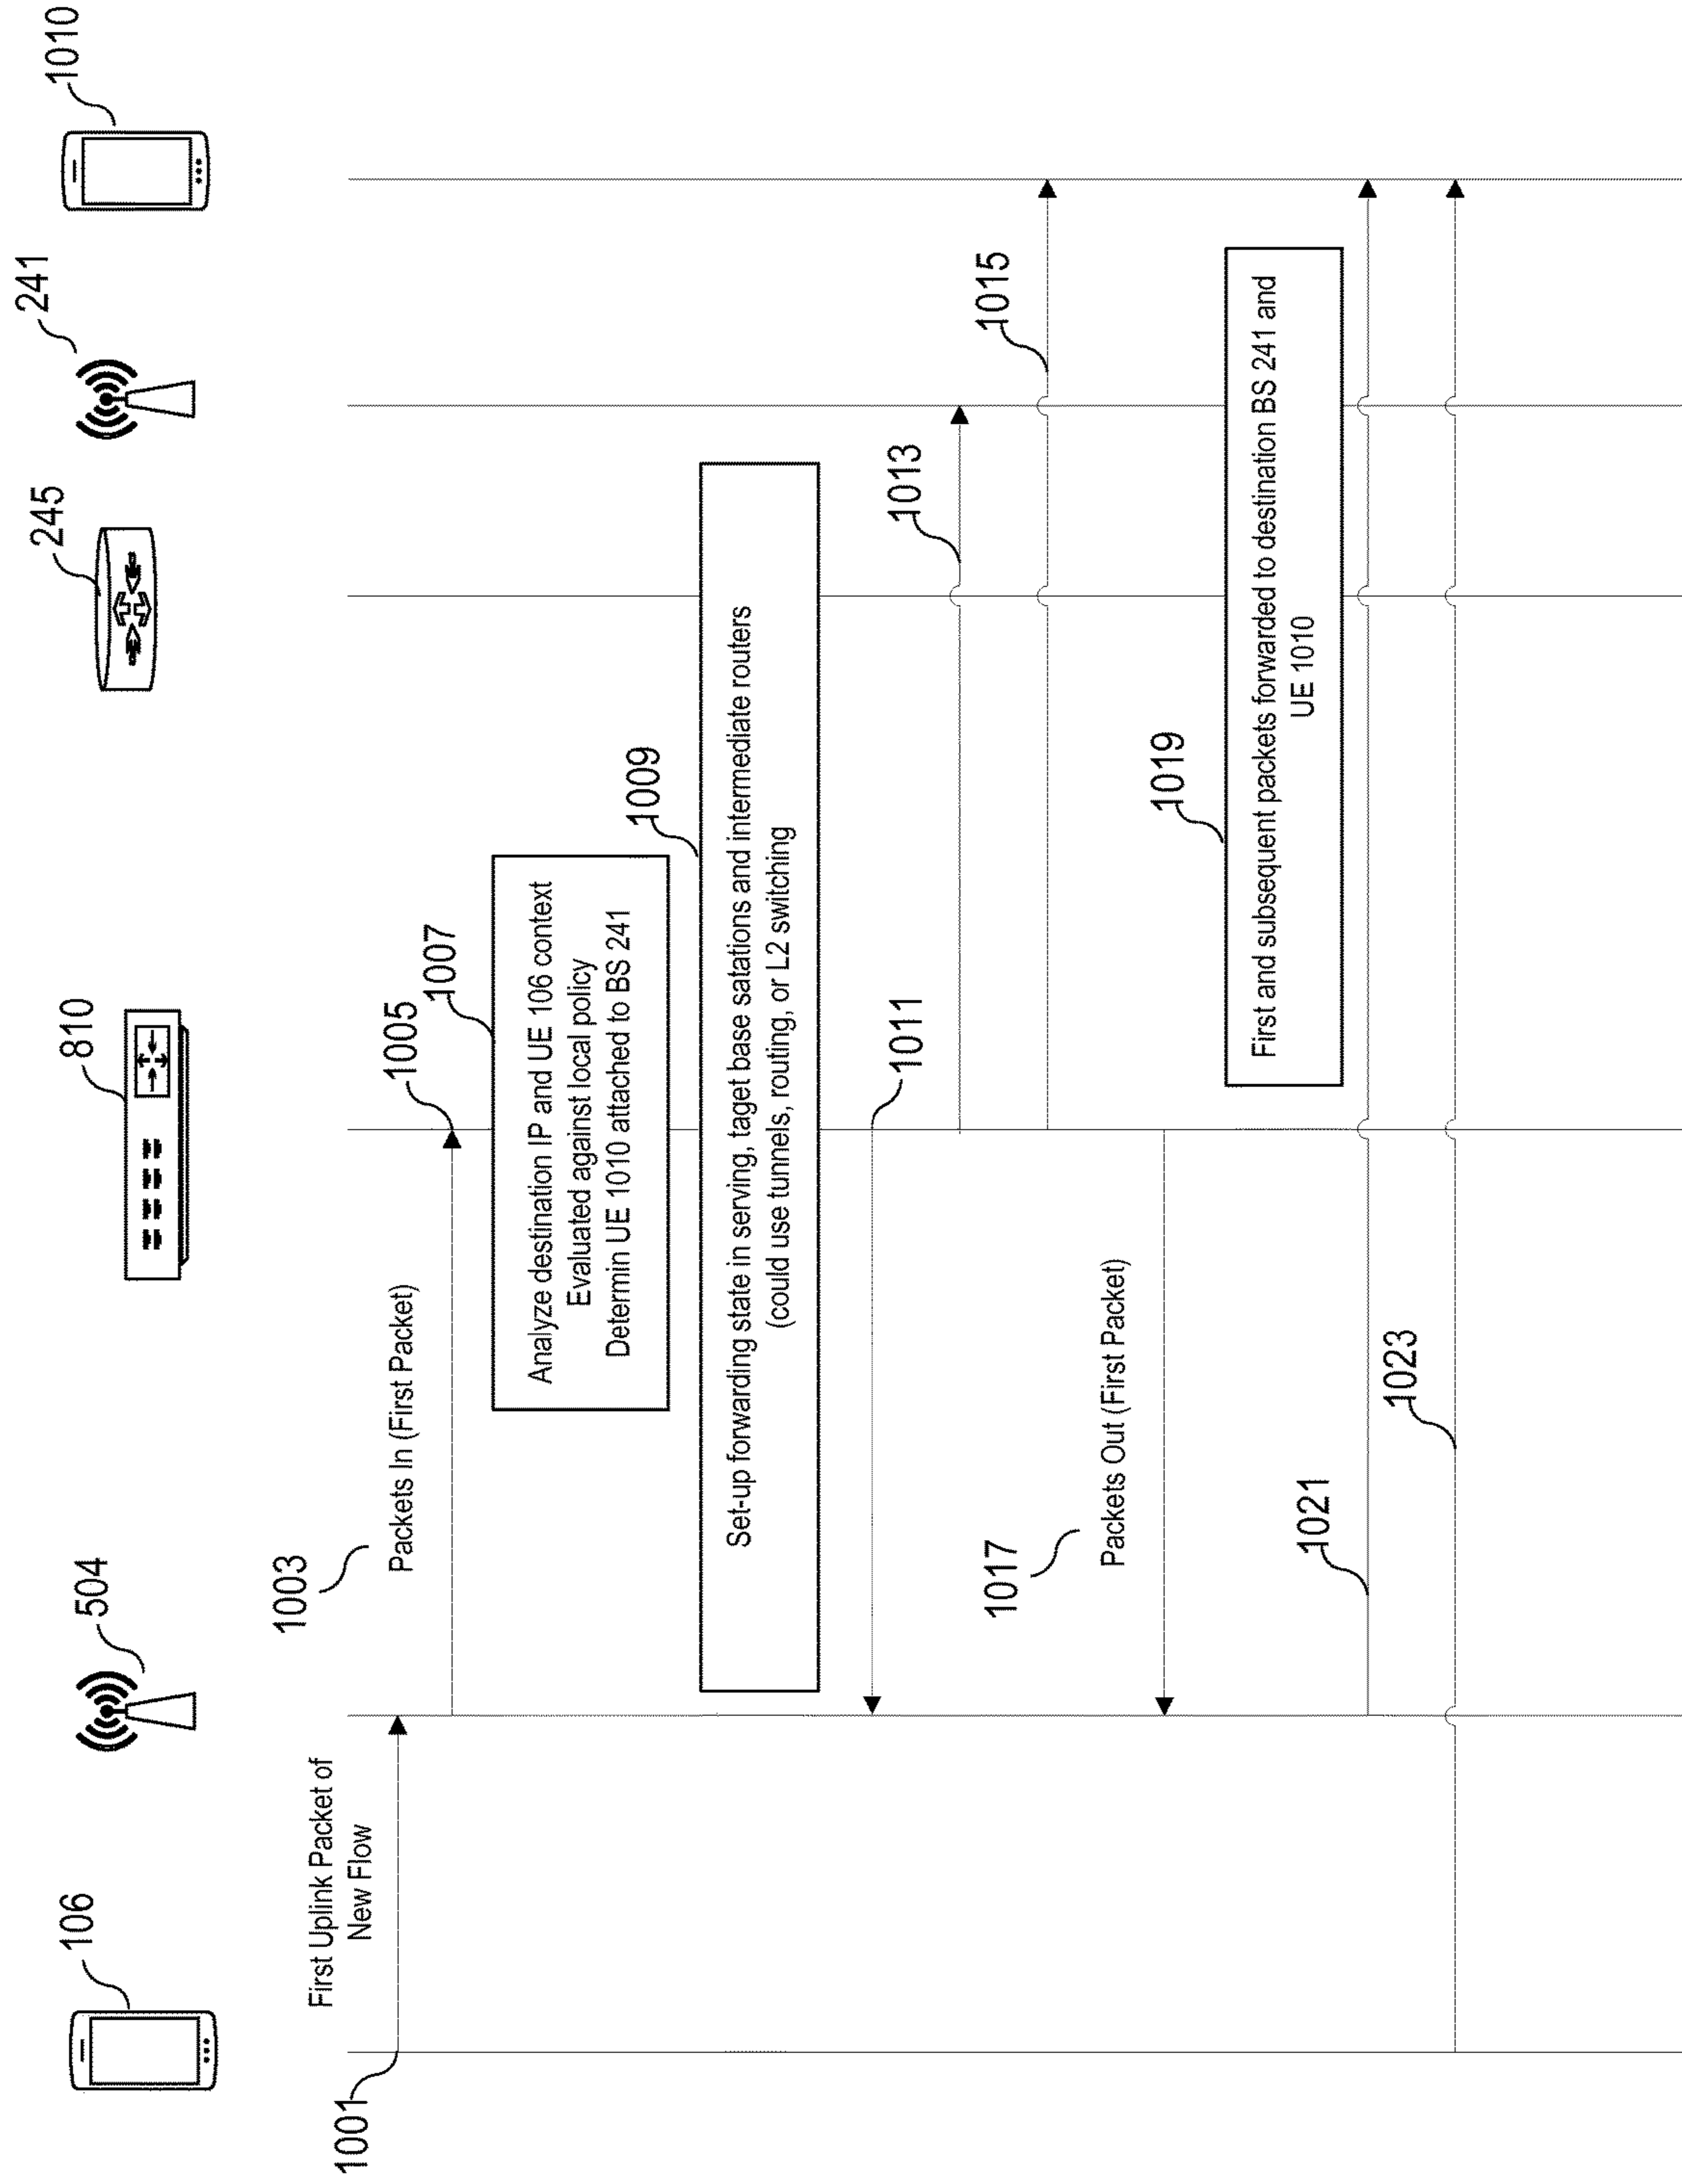 106
504
810
245
241
1010
First Uplink Packet of
New Flow
1001
1003
Packets In (First Packet)
1005
1007
Analyze destination IP and UE 106 context
Evaluated against local policy
Determin UE 1010 attached to BS 241
1009
Set-up forwarding state in serving, taget base satations and intermediate routers
(could use tunnels, routing, or L2 switching
1011
1013
1015
1017
Packets Out (First Packet)
1019
First and subsequent packets forwarded to destination BS 241 and
UE 1010
1021
1023